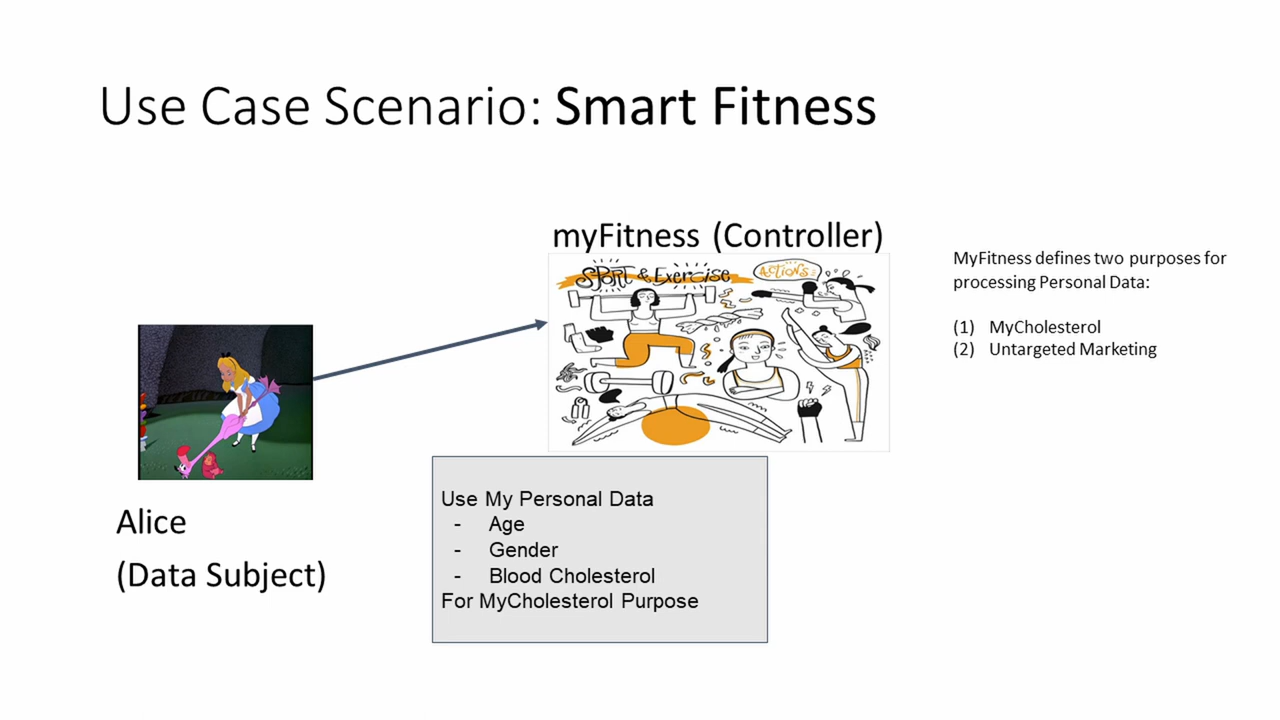 Use Case Scenario: Smart Fitness
myFitness (Controller)
SPORT & Exercise
ACTIONS
MyFitness defines two purposes for
processing Personal Data:
(1) MyCholesterol
(2) Untargeted Marketing
Alice
(Data Subject)
Use My Personal Data
- Age
- Gender
- Blood Cholesterol
For MyCholesterol Purpose